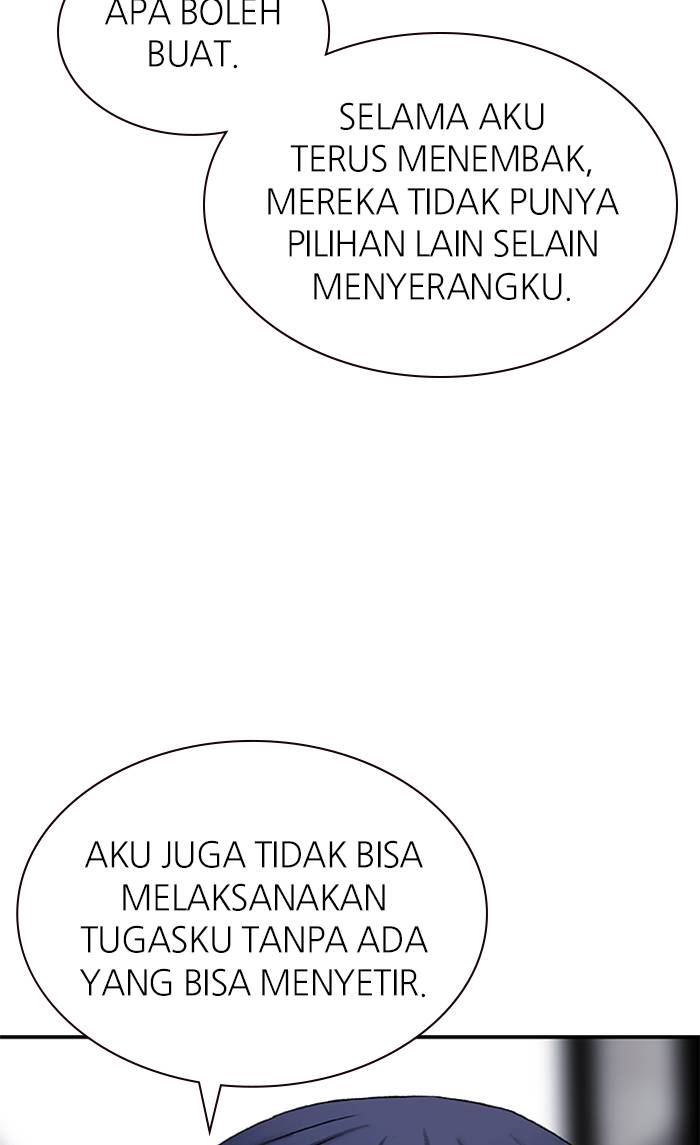 APA BOLEH
BUAT.
SELAMA AKU
TERUS MENEMBAK,
MEREKA TIDAK PUNYA
PILIHAN LAIN SELAIN
MENYERANGKU.
AKU JUGA TIDAK BISA
MELAKSANAKAN
TUGASKU TANPA ADA
YANG BISA MENYETIR.